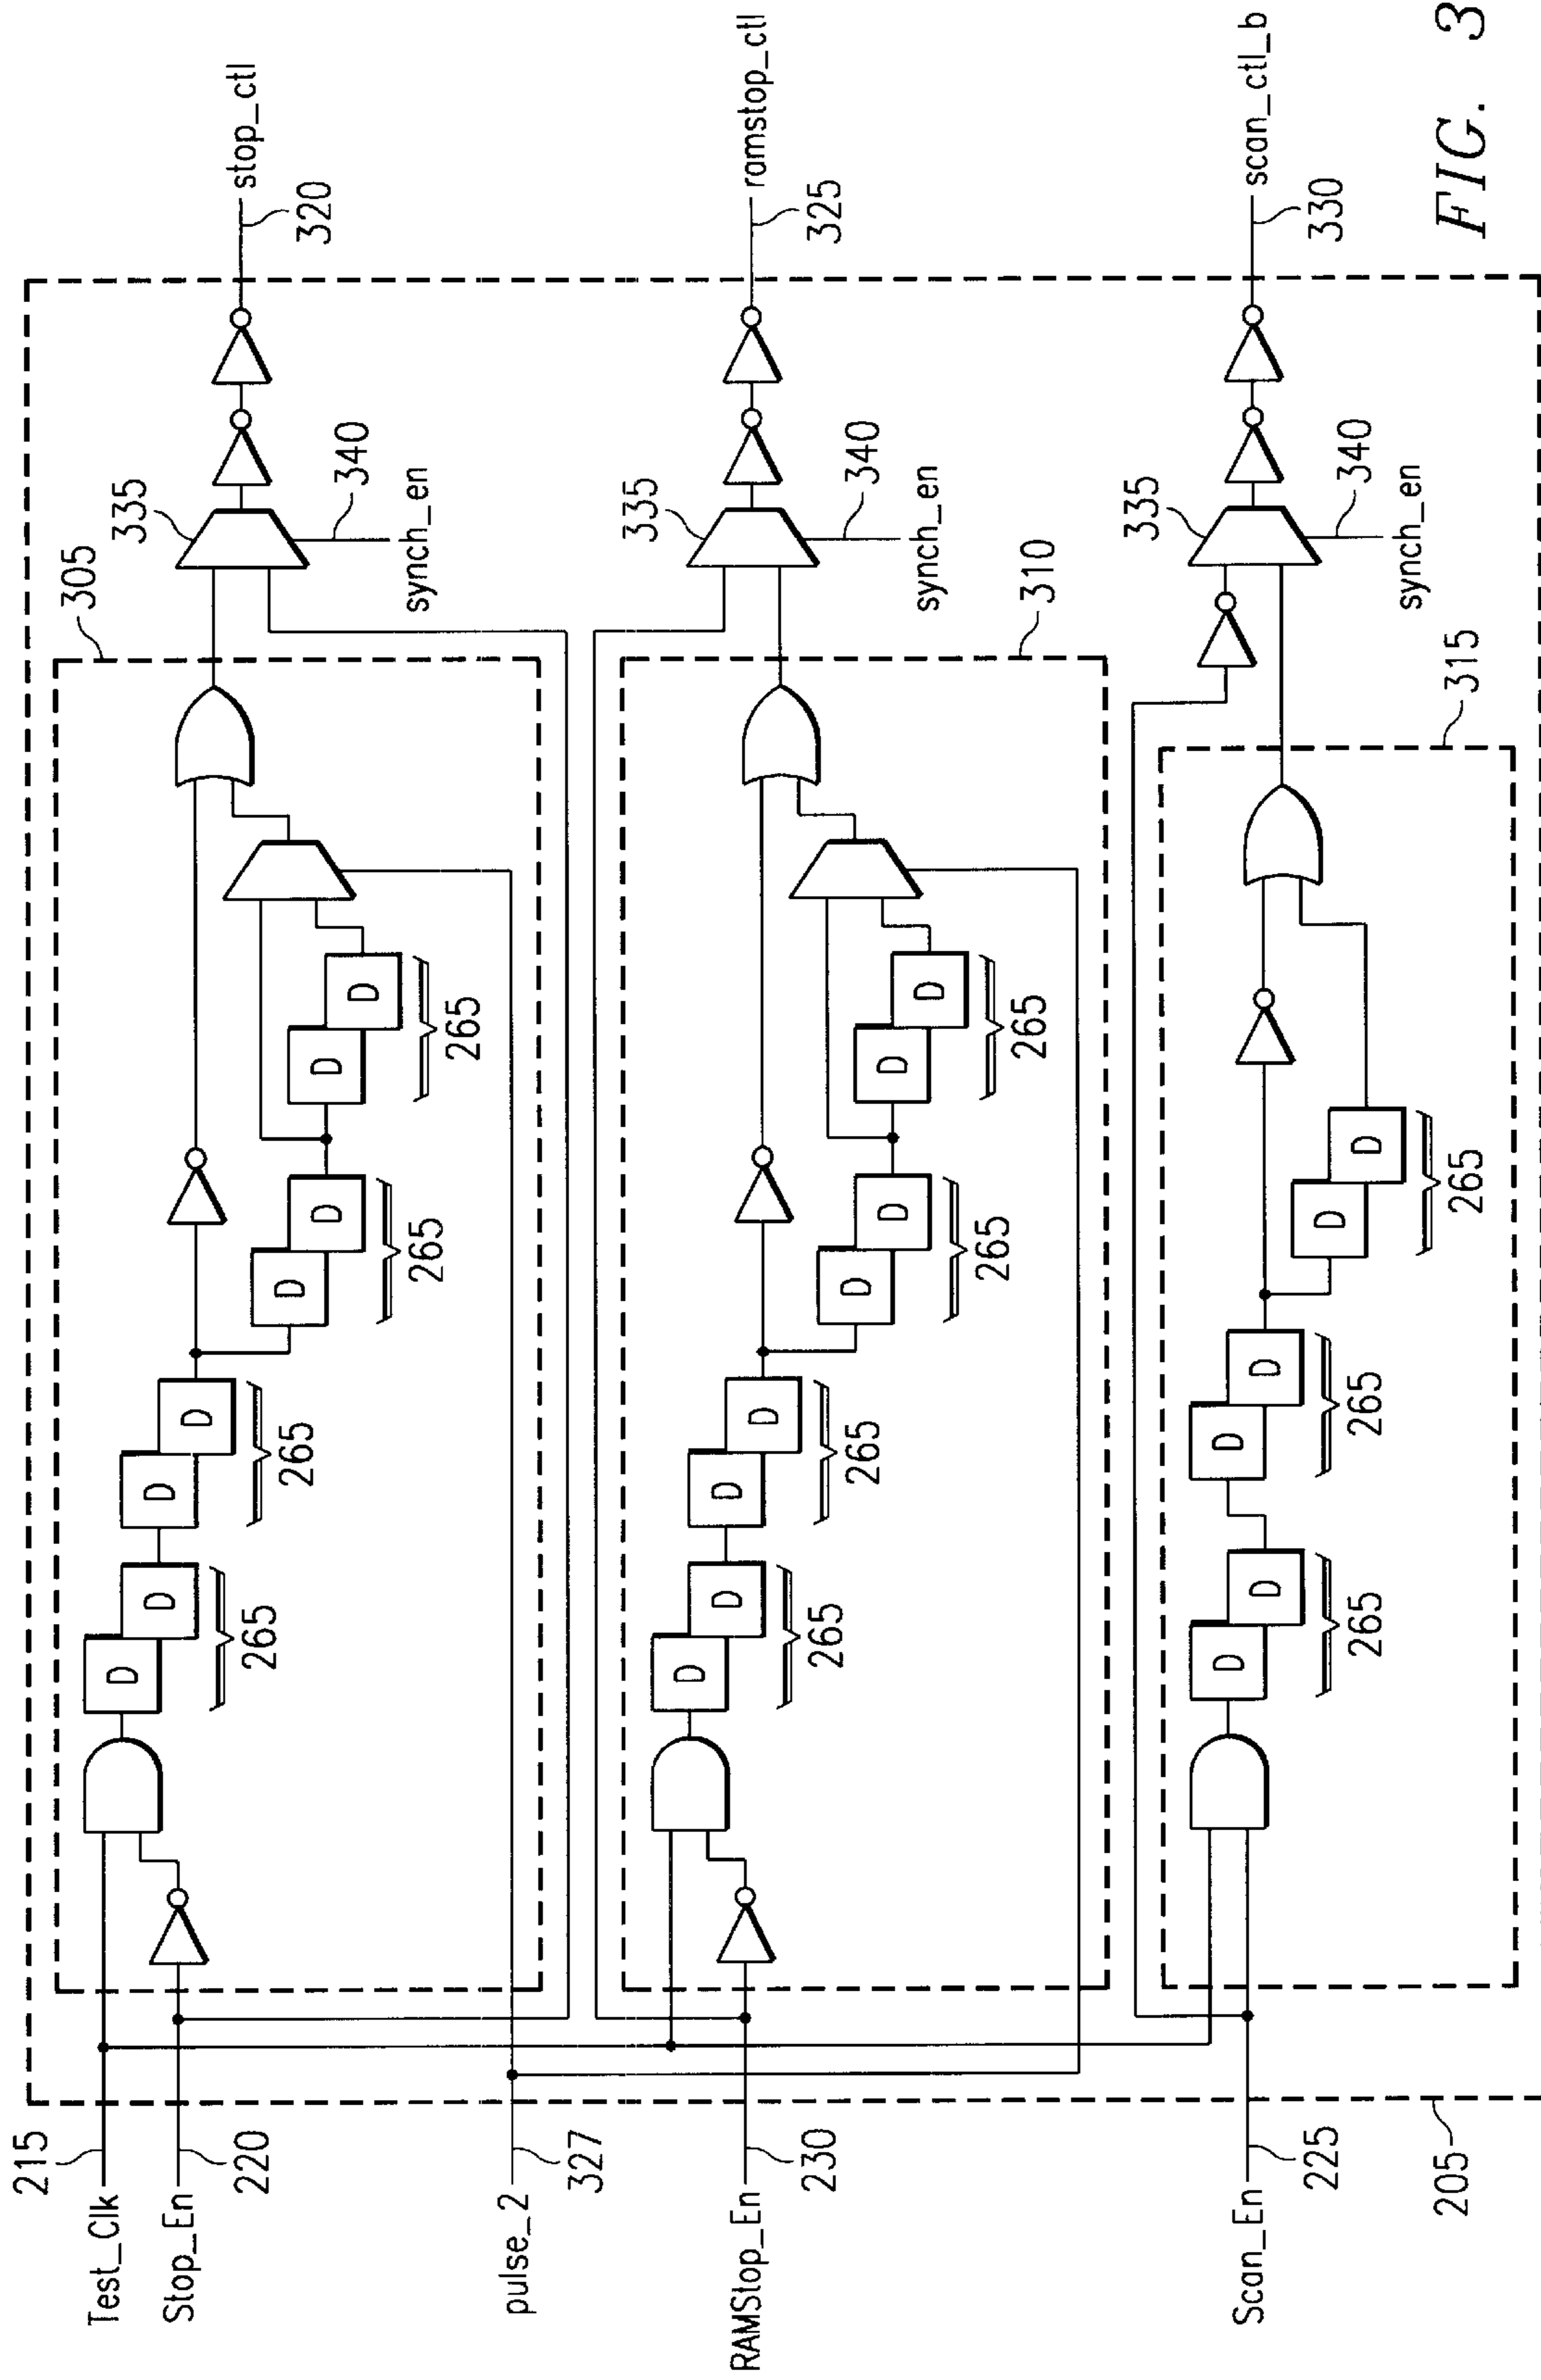 215
Test_Clk
Stop_En
220
305
D
D
265
D
D
265
D
D
265
D
D
265
335
340
synch_en
stop_ctl
320
pulse_2
327
RAMStop_En
230
310
D
D
265
D
D
265
D
D
265
D
D
265
335
340
synch_en
ramstop_ctl
325
Scan_En
225
315
D
D
265
D
D
265
D
D
265
335
340
synch_en
scan_ctl_b
330
205
FIG. 3